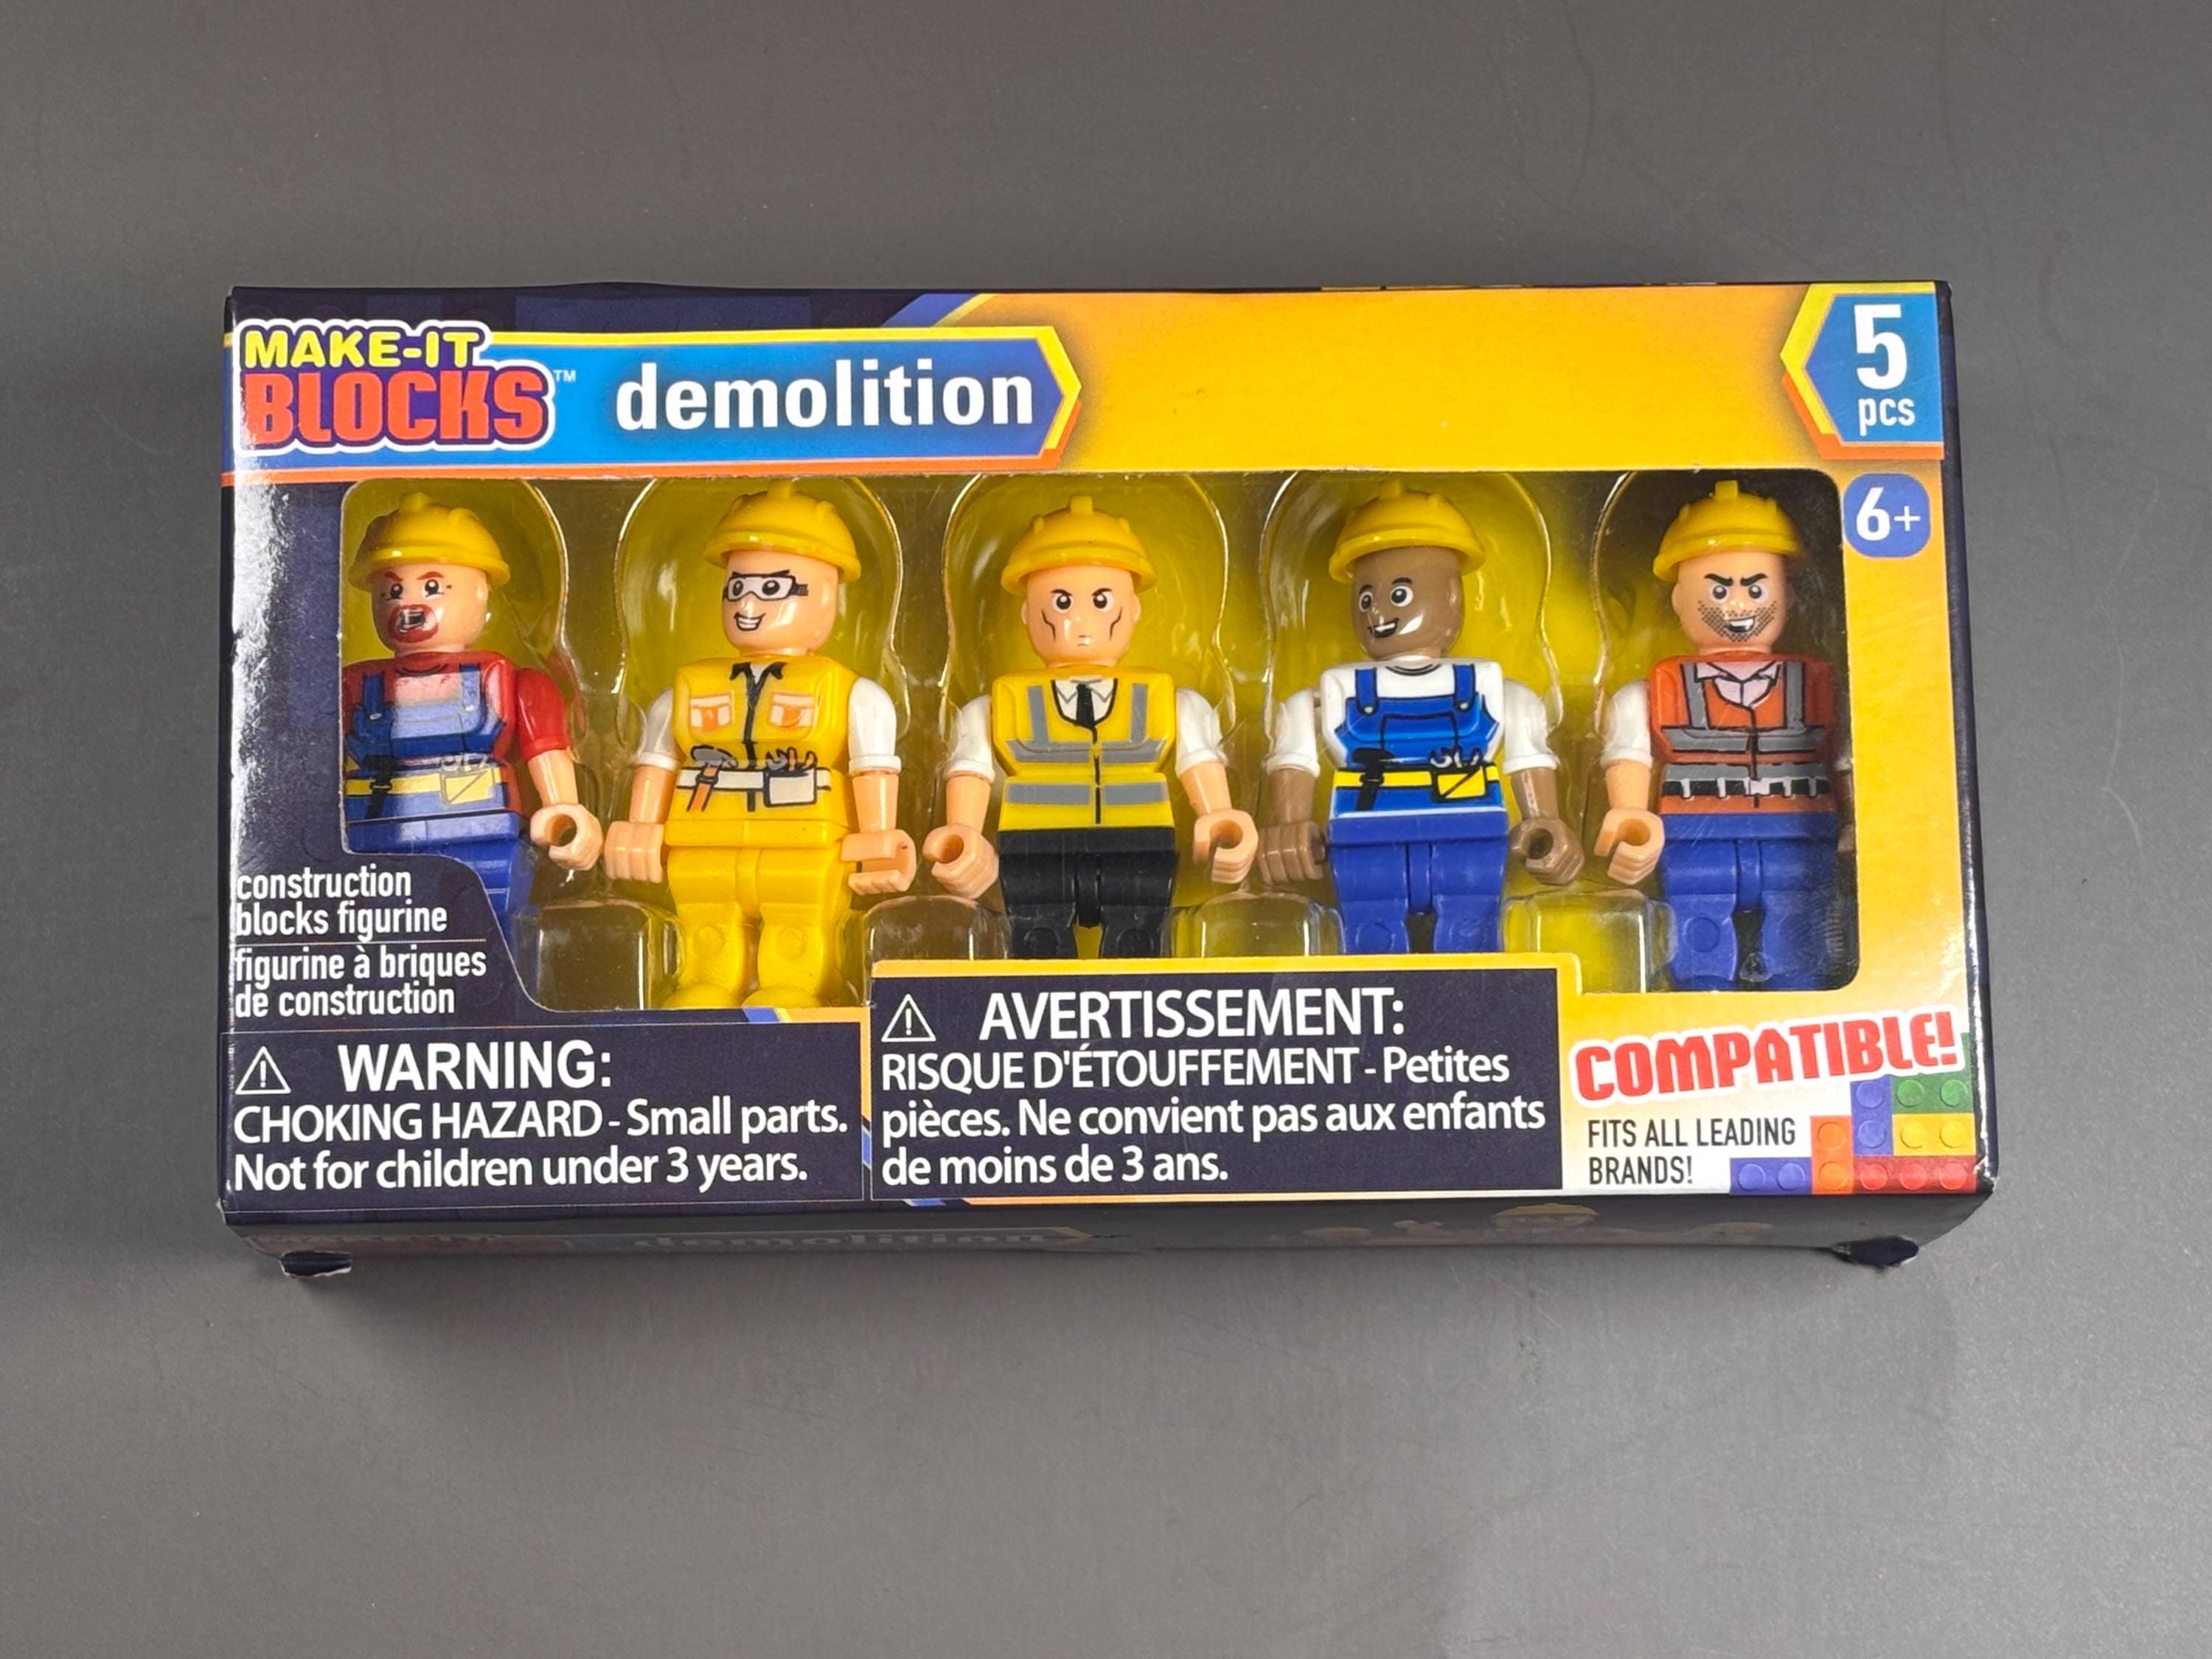 MAKE-IT
BLOCKS™
demolition
5
pcs
6+
construction
blocks figurine
figurine à briques
de construction
WARNING:
CHOKING HAZARD - Small parts.
Not for children under 3 years.
AVERTISSEMENT:
RISQUE D'ÉTOUFFEMENT - Petites
pièces. Ne convient pas aux enfants
de moins de 3 ans.
COMPATIBLE!
FITS ALL LEADING
BRANDS!
demolition